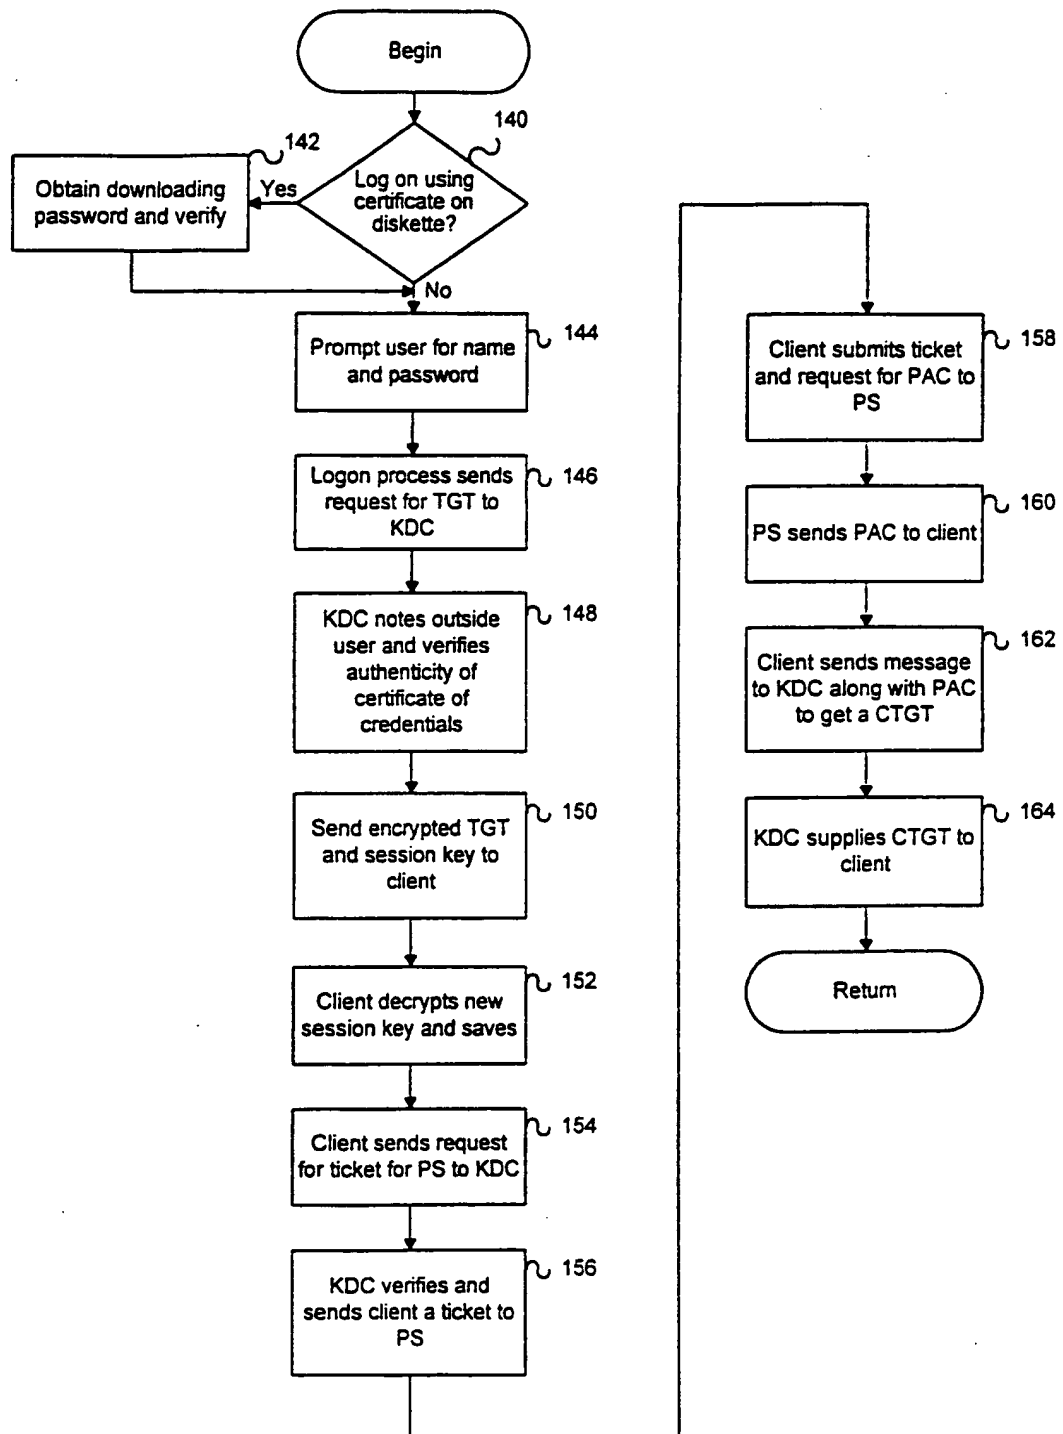 Begin
140
Log on using
certificate on
diskette?
Yes
142
Obtain downloading
password and verify
No
144
Prompt user for name
and password
146
Logon process sends
request for TGT to
KDC
148
KDC notes outside
user and verifies
authenticity of
certificate of
credentials
150
Send encrypted TGT
and session key to
client
152
Client decrypts new
session key and saves
154
Client sends request
for ticket for PS to KDC
156
KDC verifies and
sends client a ticket to
PS
158
Client submits ticket
and request for PAC to
PS
160
PS sends PAC to client
162
Client sends message
to KDC along with PAC
to get a CTGT
164
KDC supplies CTGT to
client
Return